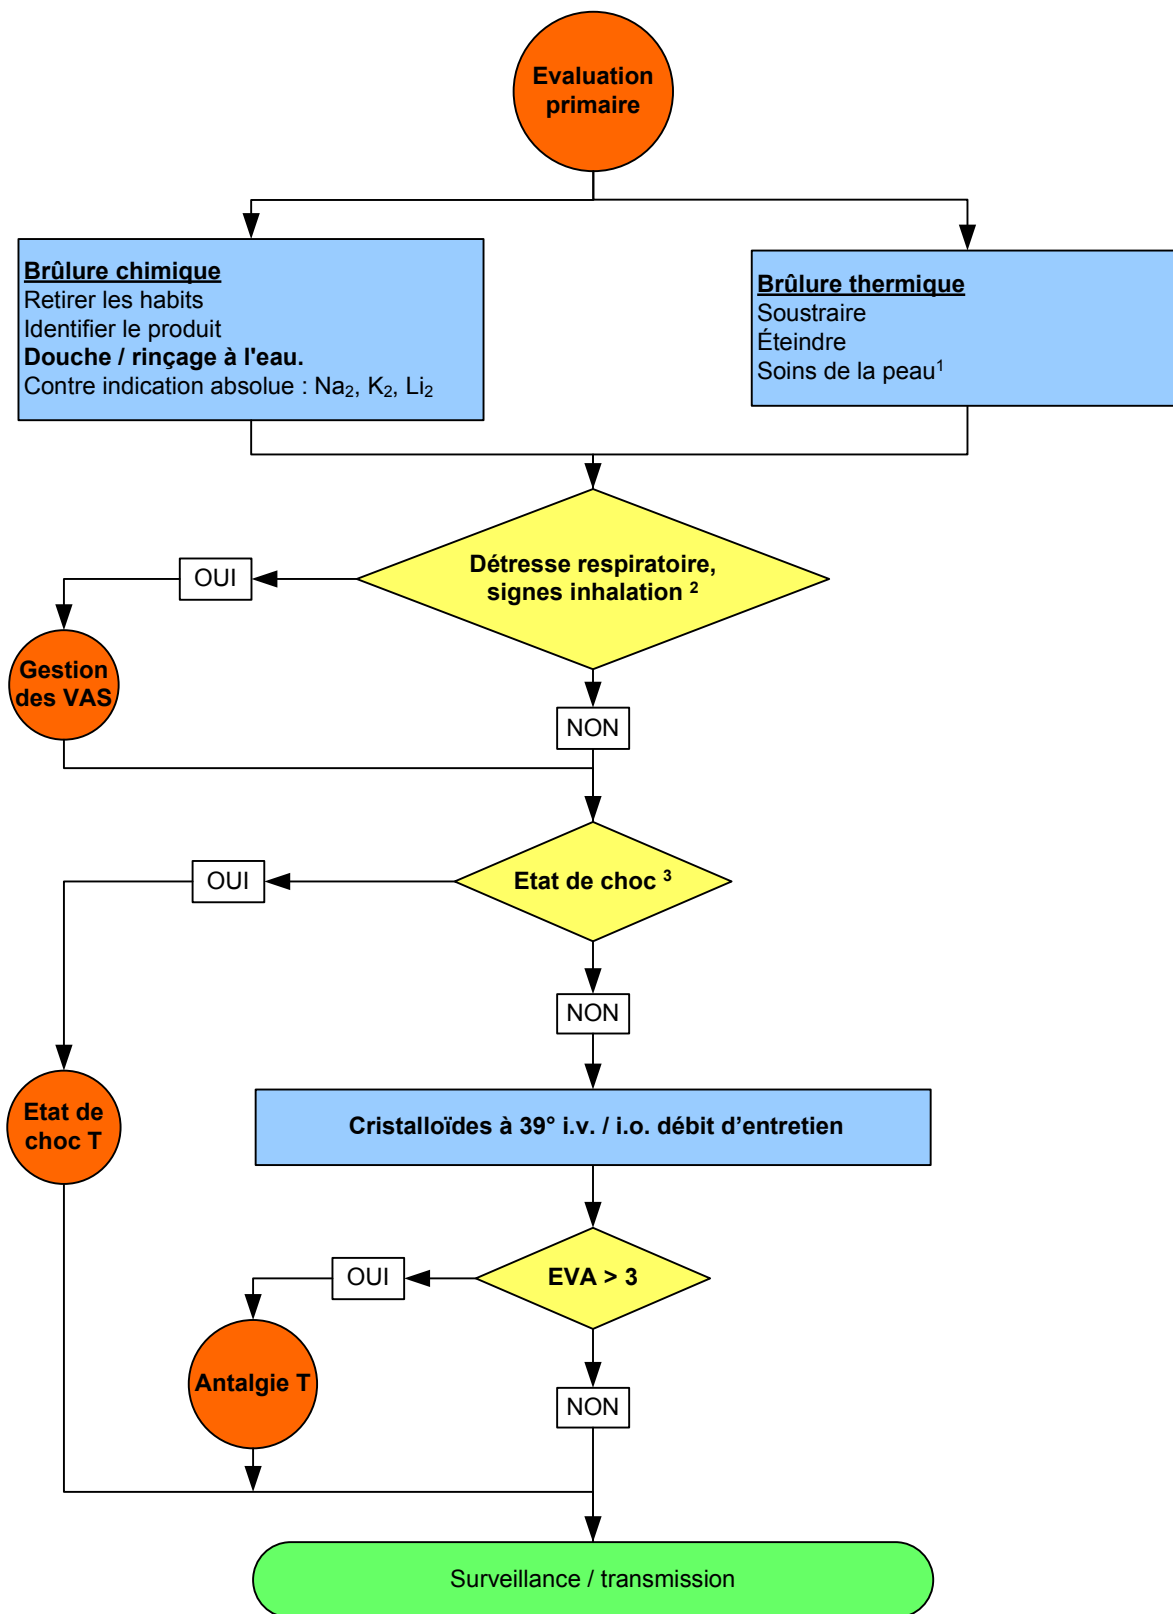 Evaluation
primaire
Brûlure chimique
Retirer les habits
Identifier le produit
Douche / rinçage à l'eau.
Contre indication absolue : Na₂, K₂, Li₂
Brûlure thermique
Soustraire
Éteindre
Soins de la peau¹
Détresse respiratoire,
signes inhalation ²
OUI
Gestion
des VAS
NON
Etat de choc ³
OUI
NON
Etat de
choc T
Cristalloïdes à 39° i.v. / i.o. débit d’entretien
EVA > 3
OUI
Antalgie T
NON
Surveillance / transmission